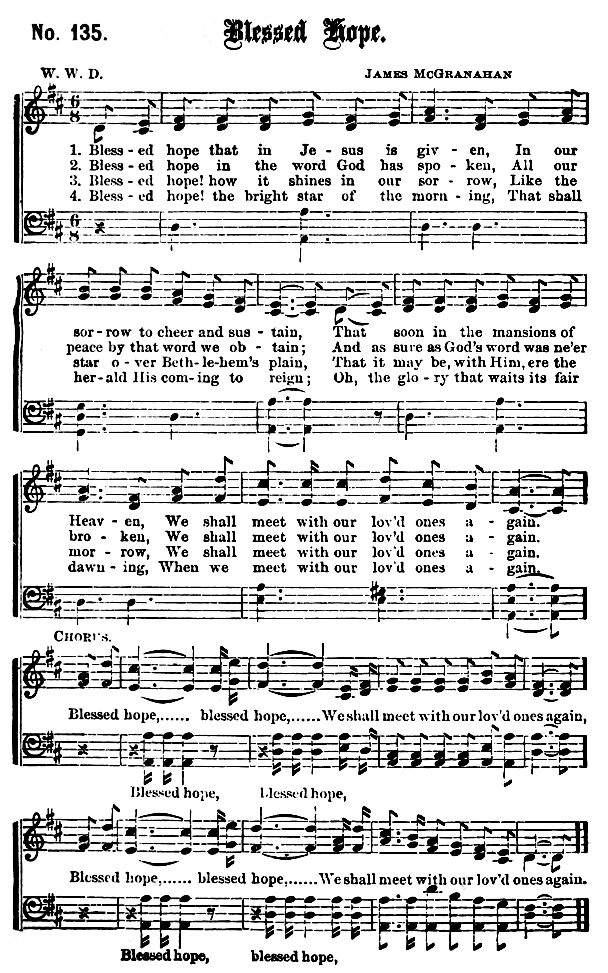 No. 135. Blessed Hope.
W. W. D. JAMES MCGRANAHAN
1. Bless - ed hope that in Je - sus is giv - en, In our
2. Bless - ed hope in the word God has spo - ken, All our
3. Bless - ed hope! how it shines in our sor - row, Like the
4. Bless - ed hope! the bright star of the morn - ing, That shall
sor - row to cheer and sus - tain, That soon in the mansions of
peace by that word we ob - tain; And as sure as God's word was ne'er
star o - ver Beth - le - hem's plain, That it may be, with Him, ere the
her - ald His com - ing to reign; Oh, the glo - ry that waits its fair
Heav - en, We shall meet with our lov'd ones a - gain.
bro - ken, We shall meet with our lov'd ones a - gain.
mor - row, We shall meet with our lov'd ones a - gain.
dawn - ing, When we meet with our lov'd ones a - gain.
CHORUS.
Blessed hope,...... blessed hope,......We shall meet with our lov'd ones again,
Blessed hope, blessed hope,
Blessed hope,...... blessed hope,......We shall meet with our lov'd ones again.
Blessed hope, blessed hope,